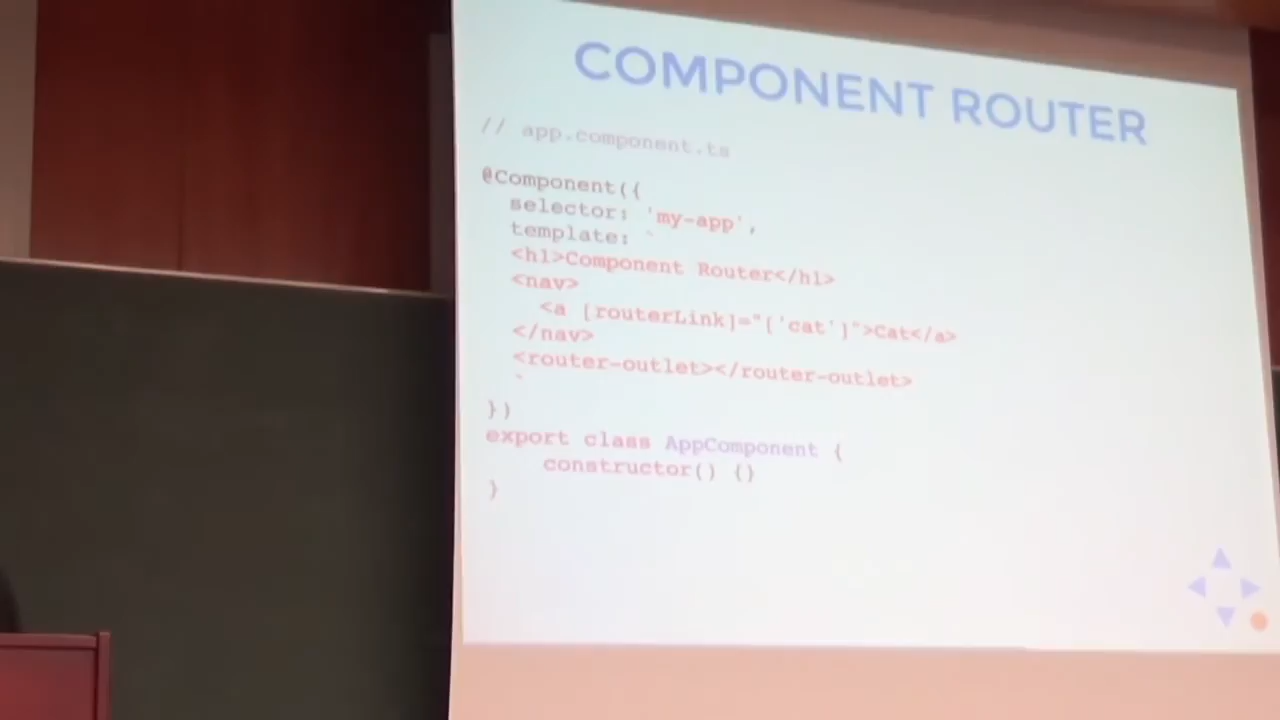 COMPONENT ROUTER
// app.component.ts
@Component({
  selector: 'my-app',
  template: `
  <h1>Component Router</h1>
  <nav>
    <a [routerLink]="['cat']">Cat</a>
  </nav>
  <router-outlet></router-outlet>
  `
})
export class AppComponent {
    constructor() {}
}